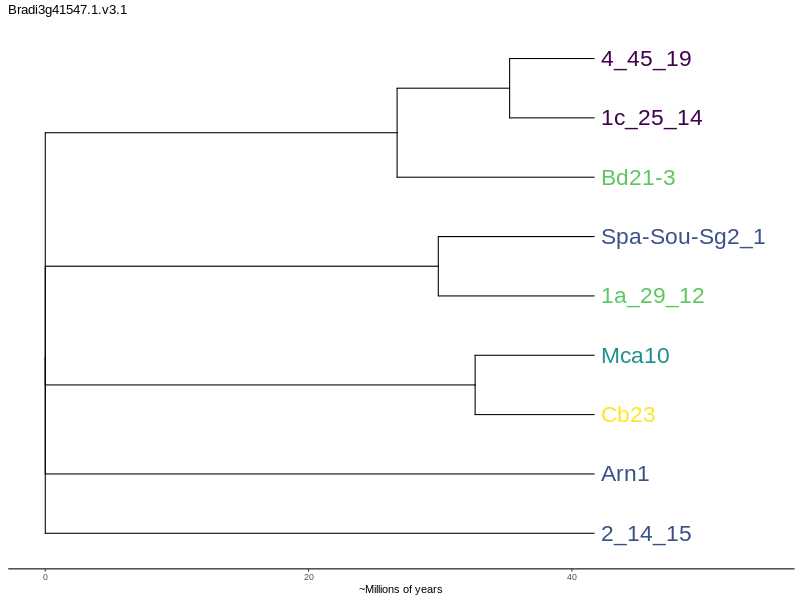 Bradi3g41547.1.v3.1
4_45_19
1c_25_14
Bd21-3
Spa-Sou-Sg2_1
1a_29_12
Mca10
Cb23
Arn1
2_14_15
0 20 40
~Millions of years